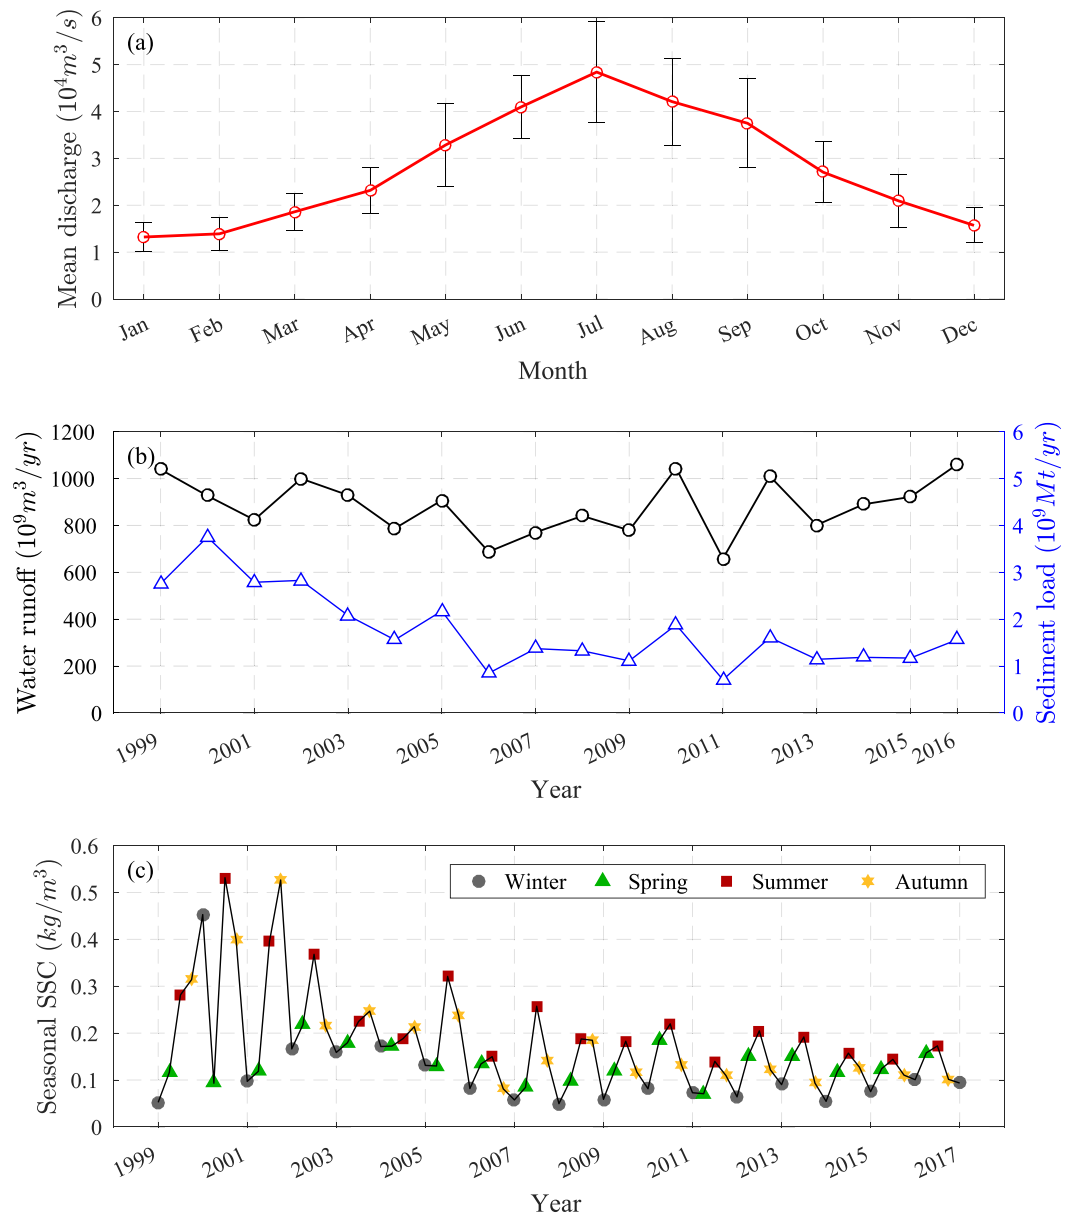 (a)
Mean discharge (10⁴m³/s)
6
5
4
3
2
1
0
Jan Feb Mar Apr May Jun Jul Aug Sep Oct Nov Dec
Month
(b)
Water runoff (10⁹m³/yr)
1200
1000
800
600
400
200
0
Sediment load (10⁹Mt/yr)
6
5
4
3
2
1
0
1999 2001 2003 2005 2007 2009 2011 2013 2015 2016
Year
(c)
Seasonal SSC (kg/m³)
0.6
0.5
0.4
0.3
0.2
0.1
0
Winter Spring Summer Autumn
1999 2001 2003 2005 2007 2009 2011 2013 2015 2017
Year